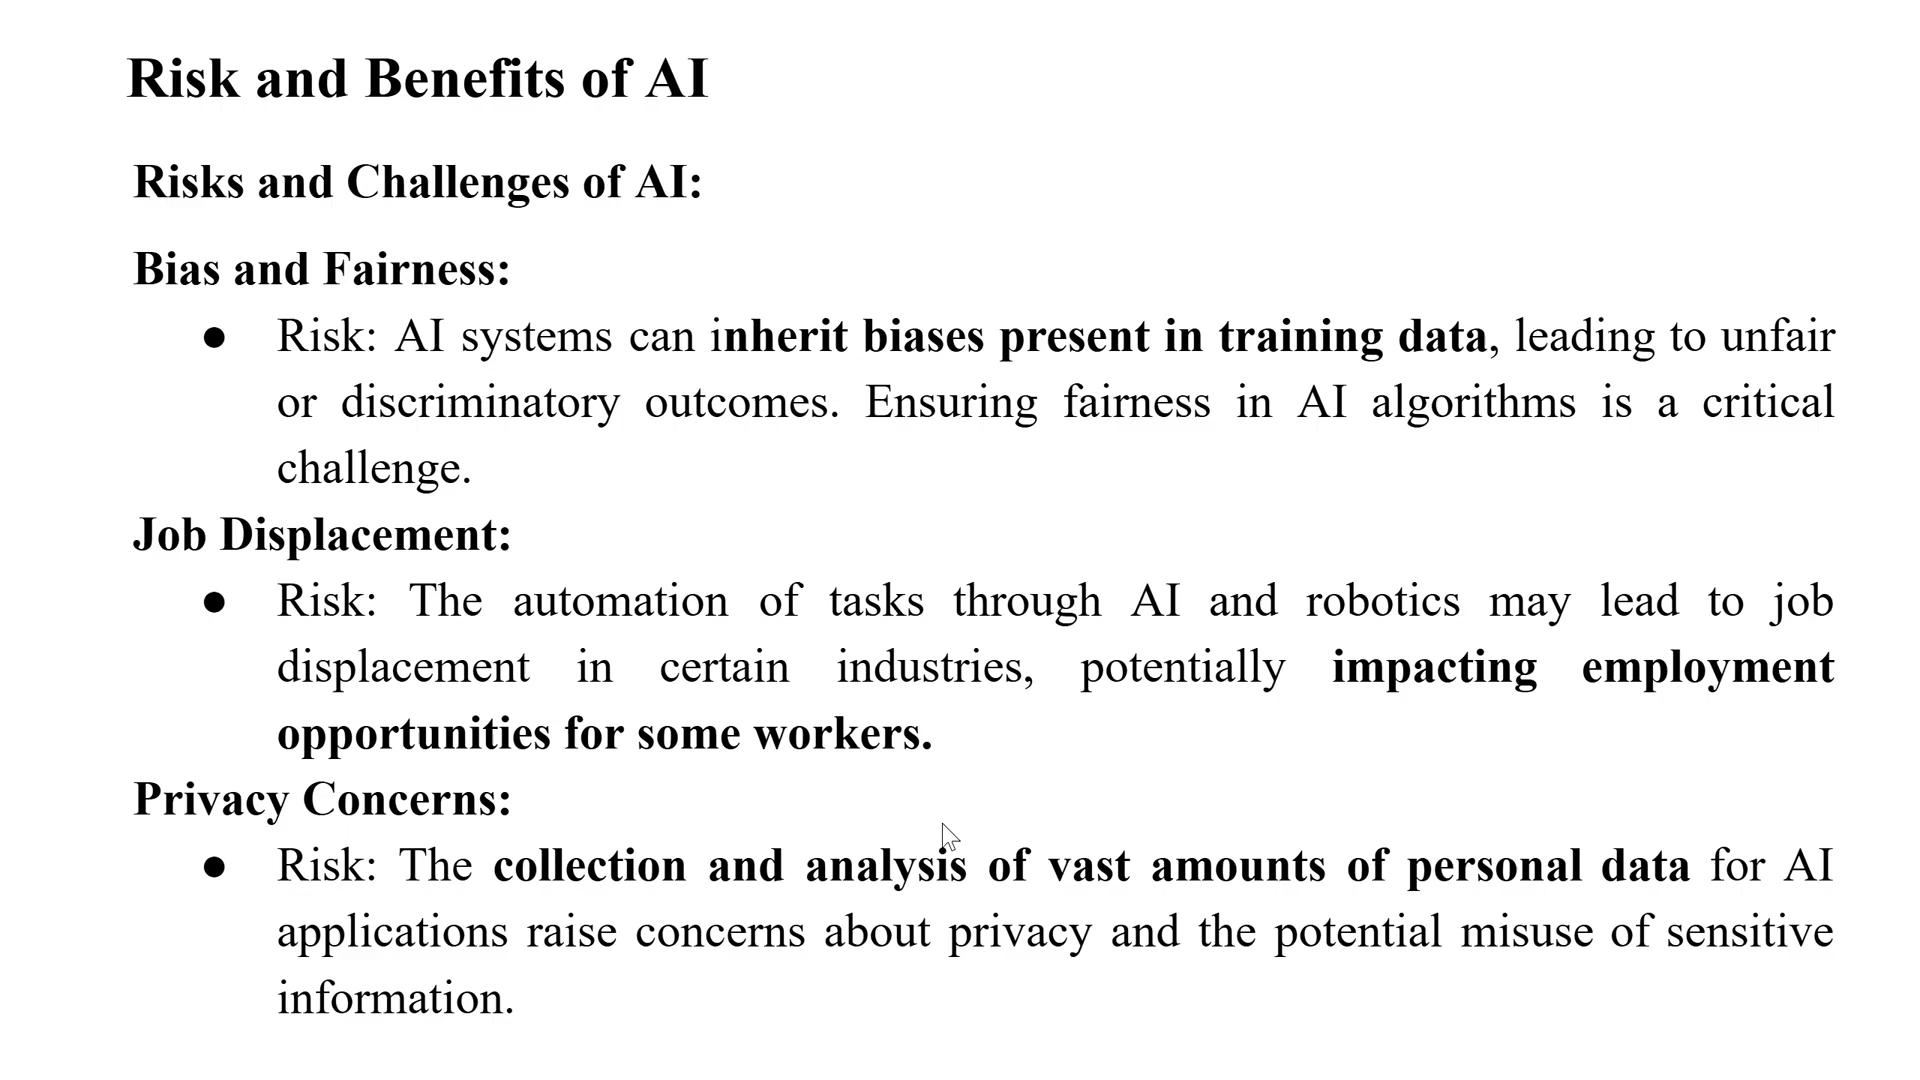 Risk and Benefits of AI
Risks and Challenges of AI:
Bias and Fairness:
● Risk: AI systems can inherit biases present in training data, leading to unfair
or discriminatory outcomes. Ensuring fairness in AI algorithms is a critical
challenge.
Job Displacement:
● Risk: The automation of tasks through AI and robotics may lead to job
displacement in certain industries, potentially impacting employment
opportunities for some workers.
Privacy Concerns:
● Risk: The collection and analysis of vast amounts of personal data for AI
applications raise concerns about privacy and the potential misuse of sensitive
information.